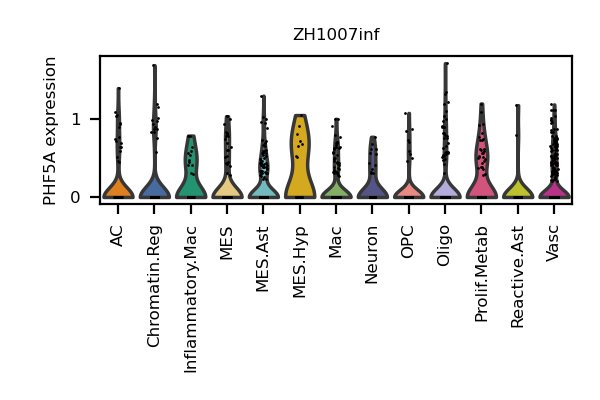 ZH1007inf
PHF5A expression
1
0
AC
Chromatin.Reg
Inflammatory.Mac
MES
MES.Ast
MES.Hyp
Mac
Neuron
OPC
Oligo
Prolif.Metab
Reactive.Ast
Vasc